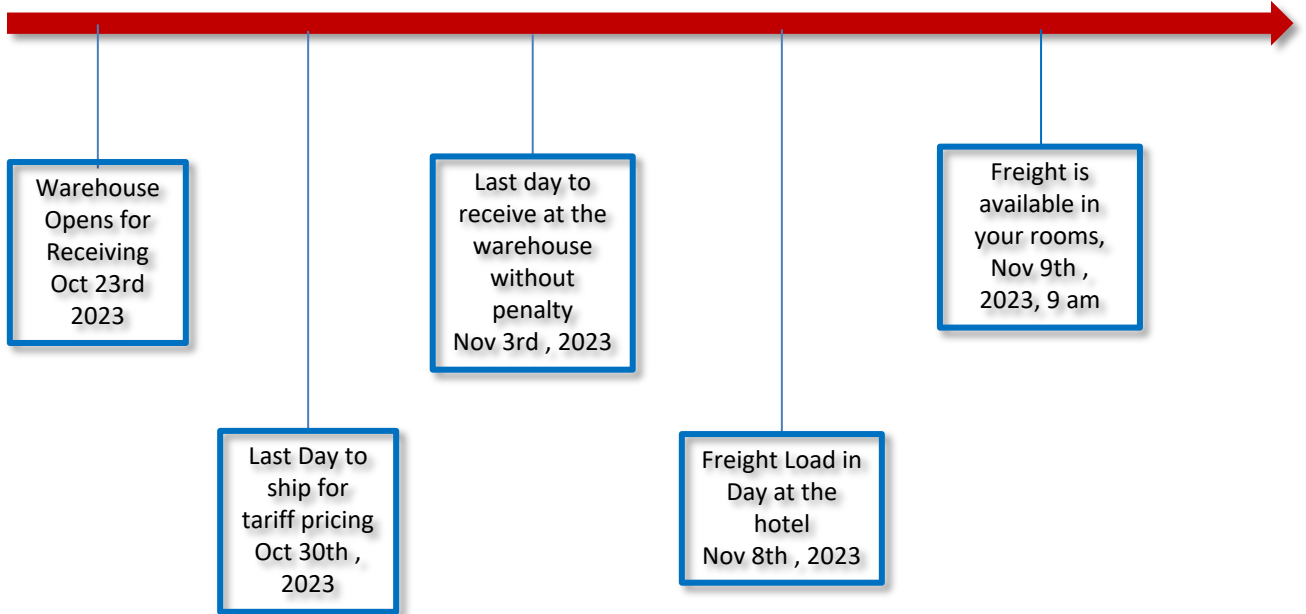 Warehouse
Opens for
Receiving
Oct 23rd
2023
Last Day to
ship for
tariff pricing
Oct 30th ,
2023
Last day to
receive at the
warehouse
without
penalty
Nov 3rd , 2023
Freight Load in
Day at the
hotel
Nov 8th , 2023
Freight is
available in
your rooms,
Nov 9th ,
2023, 9 am